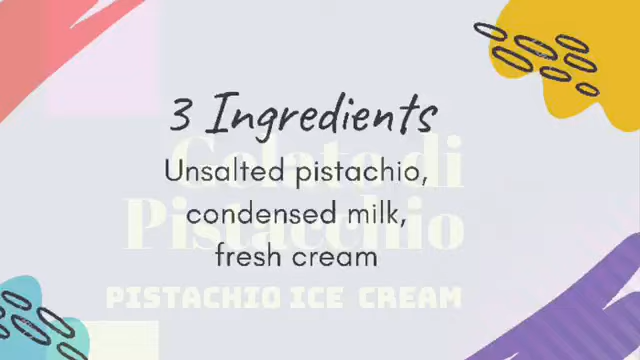 3 Ingredients
Gelato di
Unsalted pistachio,
condensed milk,
Pistacchio
fresh cream
PISTACHIO ICE CREAM